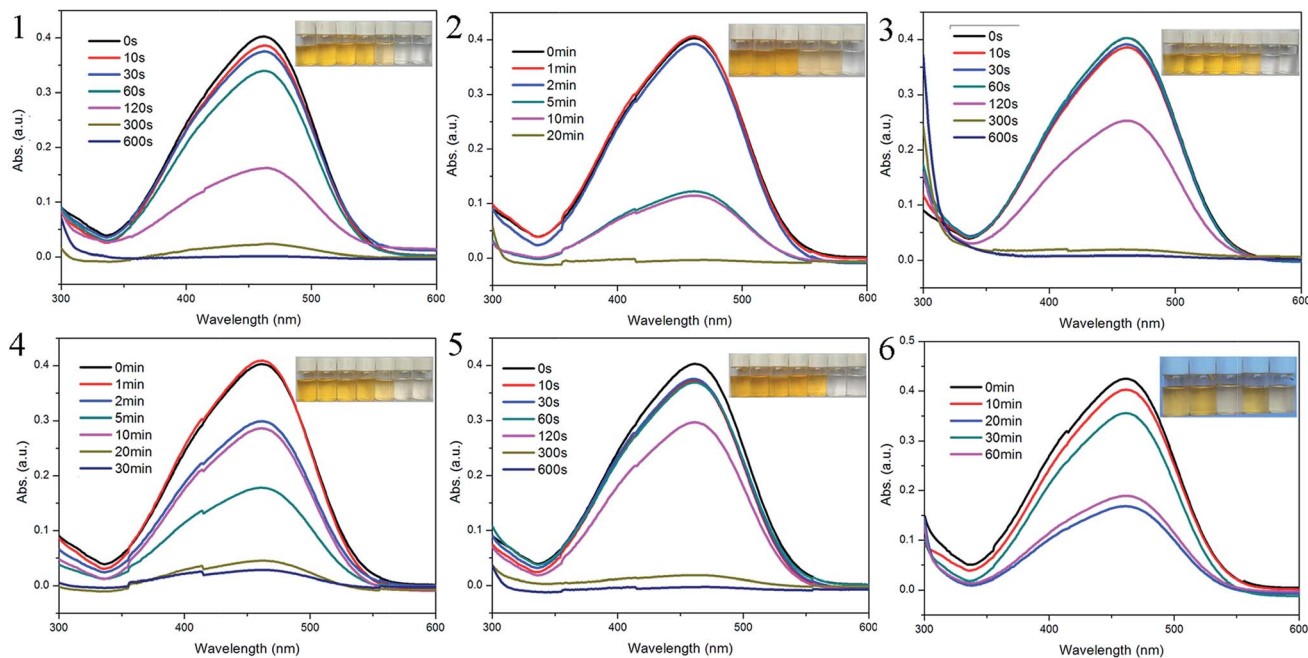 1
0.4
0.3
0.2
0.1
0.0
Abs. (a.u.)
0s
10s
30s
60s
120s
300s
600s
300 400 500 600
Wavelength (nm)
2
0.4
0.3
0.2
0.1
0.0
Abs. (a.u.)
0min
1min
2min
5min
10min
20min
300 400 500 600
Wavelength (nm)
3
0.4
0.3
0.2
0.1
0.0
Abs. (a.u.)
0s
10s
30s
60s
120s
300s
600s
300 400 500 600
Wavelength (nm)
4
0.4
0.3
0.2
0.1
0.0
Abs. (a.u.)
0min
1min
2min
5min
10min
20min
30min
300 400 500 600
Wavelength (nm)
5
0.4
0.3
0.2
0.1
0.0
Abs. (a.u.)
0s
10s
30s
60s
120s
300s
600s
300 400 500 600
Wavelength (nm)
6
0.5
0.4
0.3
0.2
0.1
0.0
Abs. (a.u.)
0min
10min
20min
30min
60min
300 400 500 600
Wavelength (nm)